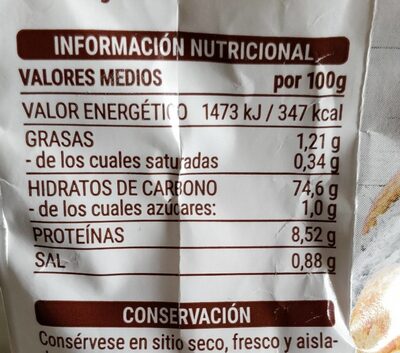 INFORMACIÓN NUTRICIONAL
VALORES MEDIOS por 100g
VALOR ENERGÉTICO 1473 kJ / 347 kcal
GRASAS 1,21 g
- de los cuales saturadas 0,34 g
HIDRATOS DE CARBONO 74,6 g
- de los cuales azúcares: 1,0 g
PROTEÍNAS 8,52 g
SAL 0,88 g
CONSERVACIÓN
Consérvese en sitio seco, fresco y aisla-